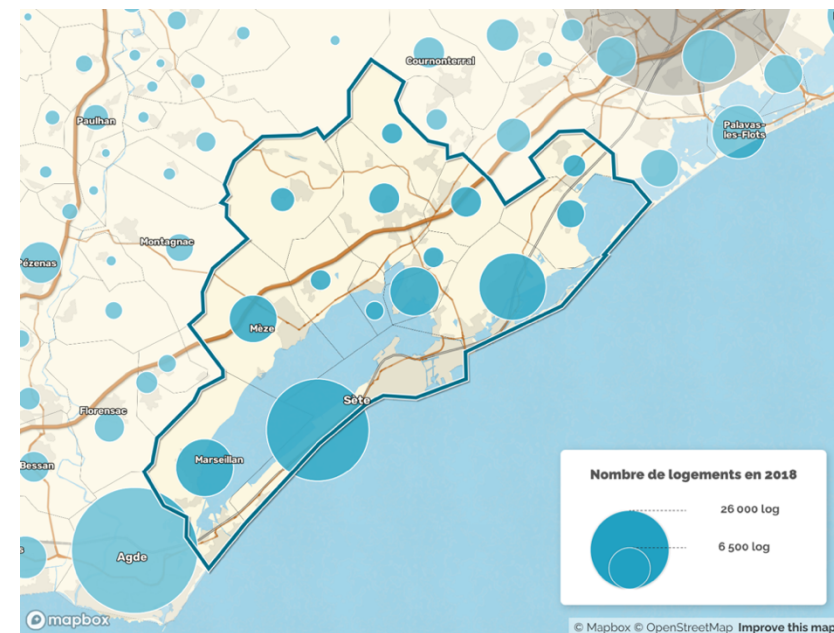 Cournonterral
Paulhan
Palavas-
les-Flots
Montagnac
Pézenas
Mèze
Sète
Florensac
Marseillan
Bessan
s
Agde
Nombre de logements en 2018
26 000 log
6 500 log
mapbox
© Mapbox © OpenStreetMap Improve this map